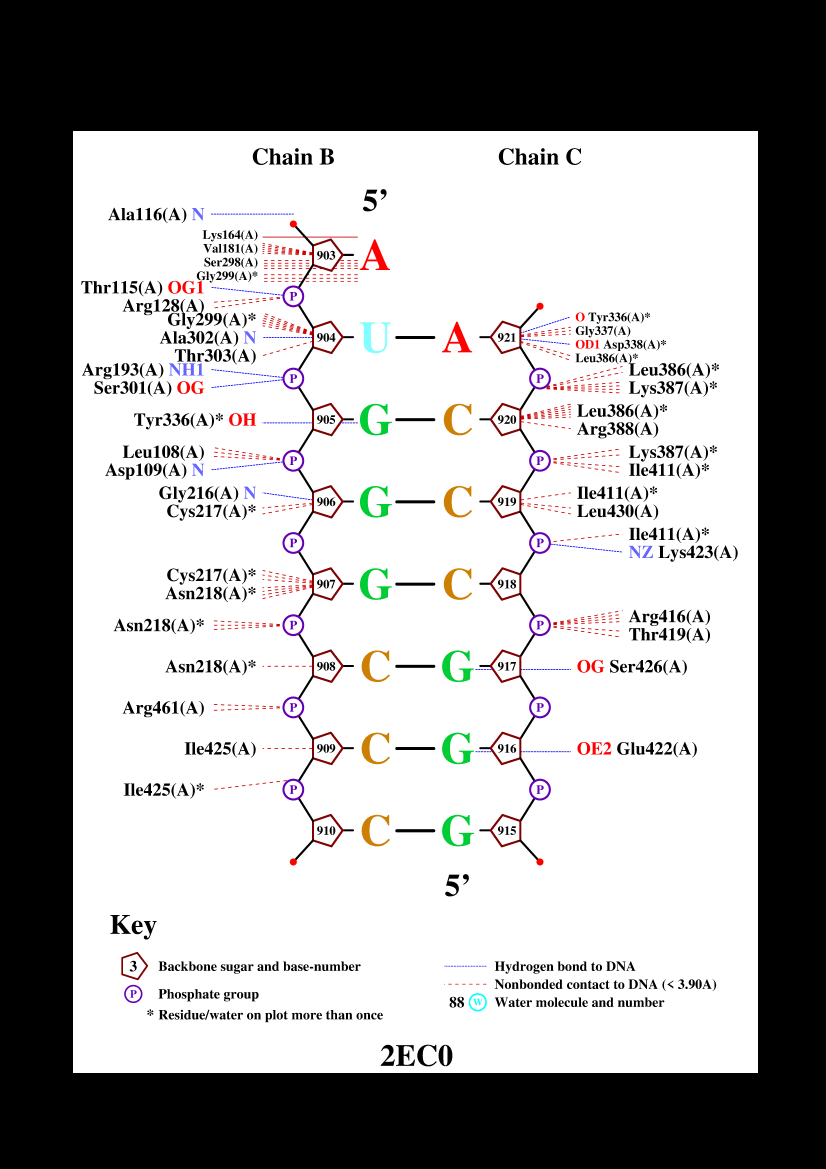 Chain B
Chain C
5’
Ala116(A) N
Lys164(A)
Val181(A)
Ser298(A)
Gly299(A)*
903
A
Thr115(A) OG1
P
Arg128(A)
Gly299(A)*
Ala302(A) N
Thr303(A)
904
U
A
921
O Tyr336(A)*
Gly337(A)
OD1 Asp338(A)*
Leu386(A)*
Arg193(A) NH1
Ser301(A) OG
P
P
Leu386(A)*
Lys387(A)*
Tyr336(A)* OH
905
G
C
920
Leu386(A)*
Arg388(A)
Leu108(A)
Asp109(A) N
P
P
Lys387(A)*
Ile411(A)*
Gly216(A) N
Cys217(A)*
906
G
C
919
Ile411(A)*
Leu430(A)
P
P
Ile411(A)*
NZ Lys423(A)
Cys217(A)*
Asn218(A)*
907
G
C
918
Asn218(A)*
P
P
Arg416(A)
Thr419(A)
Asn218(A)*
908
C
G
917
OG Ser426(A)
Arg461(A)
P
P
Ile425(A)
909
C
G
916
OE2 Glu422(A)
Ile425(A)*
P
P
910
C
G
915
5’
Key
3 Backbone sugar and base-number
P Phosphate group
* Residue/water on plot more than once
Hydrogen bond to DNA
Nonbonded contact to DNA (< 3.90A)
88 W Water molecule and number
2EC0